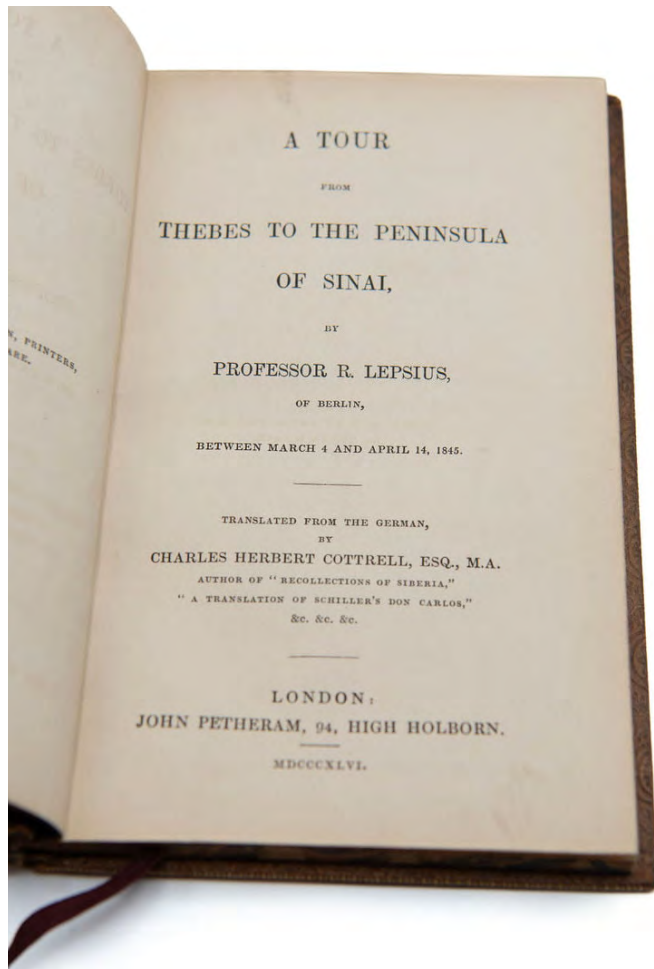 N, PRINTERS,
ARE.
A TOUR
FROM
THEBES TO THE PENINSULA
OF SINAI,
BY
PROFESSOR R. LEPSIUS,
OF BERLIN,
BETWEEN MARCH 4 AND APRIL 14, 1845.
TRANSLATED FROM THE GERMAN,
BY
CHARLES HERBERT COTTRELL, ESQ., M.A.
AUTHOR OF "RECOLLECTIONS OF SIBERIA,"
"A TRANSLATION OF SCHILLER'S DON CARLOS,"
&c. &c. &c.
LONDON:
JOHN PETHERAM, 94, HIGH HOLBORN.
MDCCCXLVI.